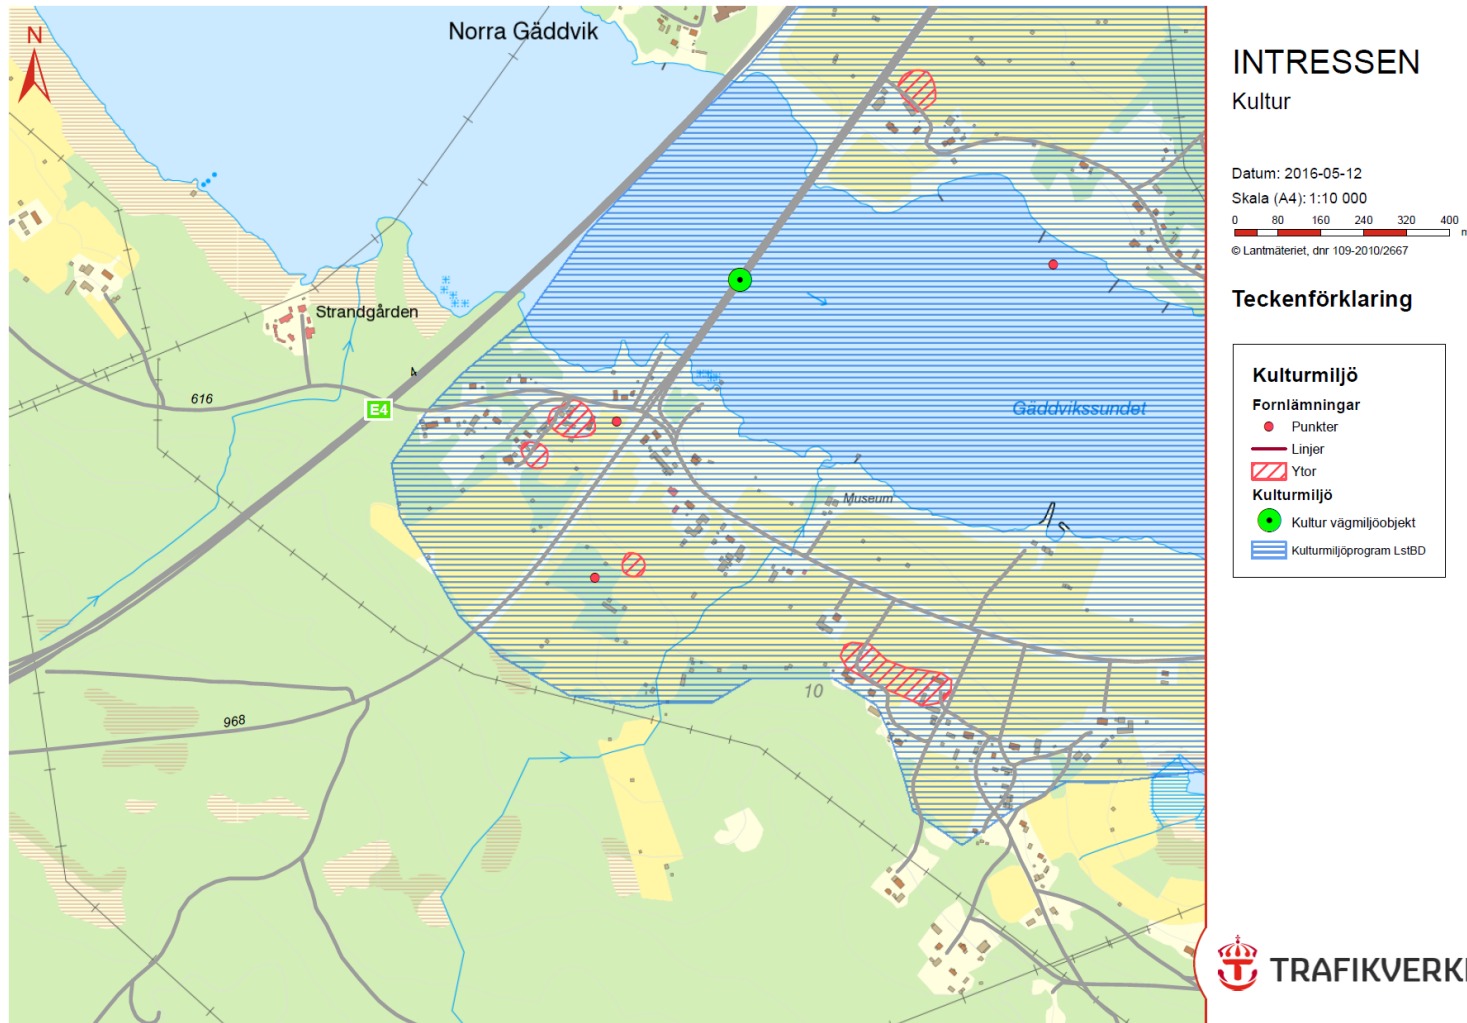 N
Norra Gäddvik
Strandgården
616
4
E4
Gäddvikssundet
Museum
10
968
INTRESSEN
Kultur
Datum: 2016-05-12
Skala (A4): 1:10 000
0 80 160 240 320 400
m
© Lantmäteriet, dnr 109-2010/2667
Teckenförklaring
Kulturmiljö
Fornlämningar
Punkter
Linjer
Ytor
Kulturmiljö
Kultur vägmiljöobjekt
Kulturmiljöprogram LstBD
TRAFIKVERK